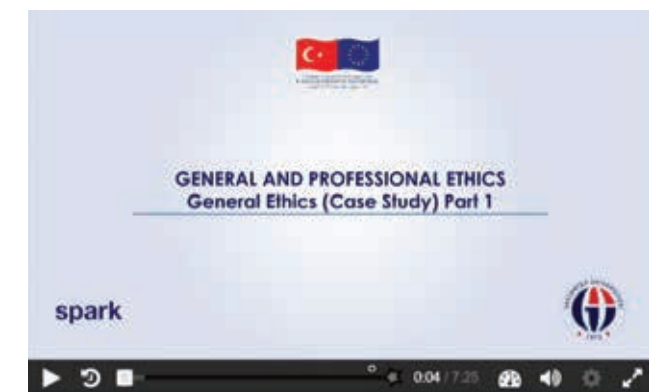 GENERAL AND PROFESSIONAL ETHICS
General Ethics (Case Study) Part 1
spark
0:04 / 7:25